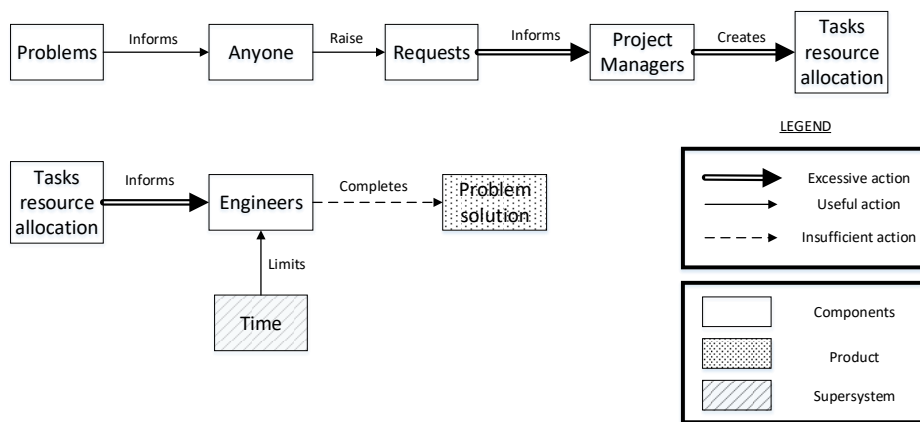 Problems
Informs
Anyone
Raise
Requests
Informs
Project
Managers
Creates
Tasks
resource
allocation
Tasks
resource
allocation
Informs
Engineers
Completes
Problem
solution
Limits
Time
LEGEND
Excessive action
Useful action
Insufficient action
Components
Product
Supersystem